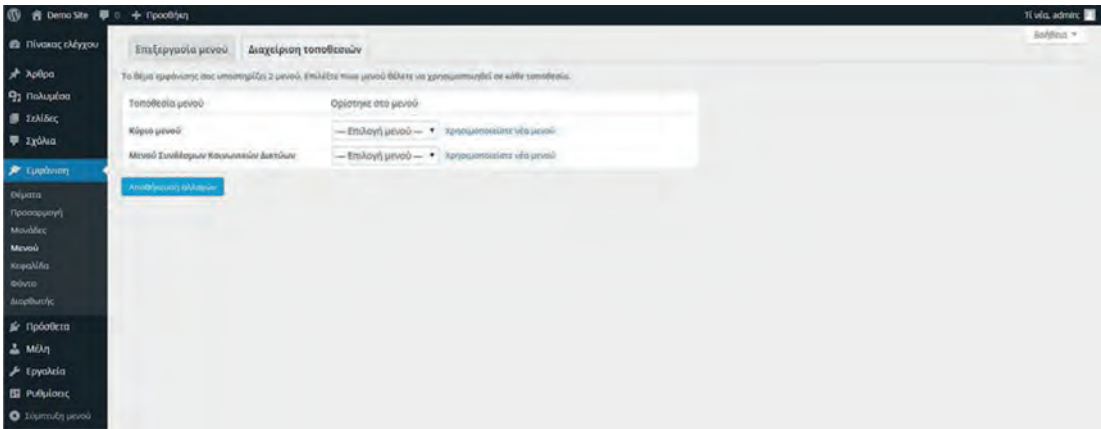 Demo Site 0 + Προσθήκη Τί νέα, admin;
Βοήθεια
Πίνακας ελέγχου
Άρθρα
Πολυμέσα
Σελίδες
Σχόλια
Εμφάνιση
Θέματα
Προσαρμογή
Μονάδες
Μενού
Κεφαλίδα
Φόντο
Διορθωτής
Πρόσθετα
Μέλη
Εργαλεία
Ρυθμίσεις
Σύμπτυξη μενού
Επεξεργασία μενού Διαχείριση τοποθεσιών
Το θέμα εμφάνισης σας υποστηρίζει 2 μενού. Επιλέξτε ποιο μενού θέλετε να χρησιμοποιηθεί σε κάθε τοποθεσία.
Τοποθεσία μενού Ορίστηκε στο μενού
Κύριο μενού — Επιλογή μενού — Χρησιμοποιείστε νέο μενού
Μενού Συνδέσμων Κοινωνικών Δικτύων — Επιλογή μενού — Χρησιμοποιείστε νέο μενού
Αποθήκευση αλλαγών